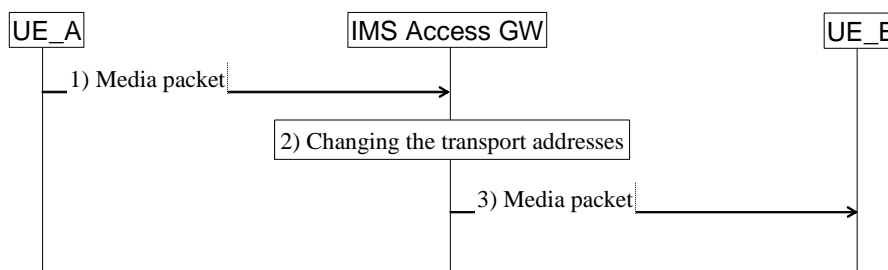 UE_A
IMS Access GW
UE_B
1) Media packet
2) Changing the transport addresses
3) Media packet